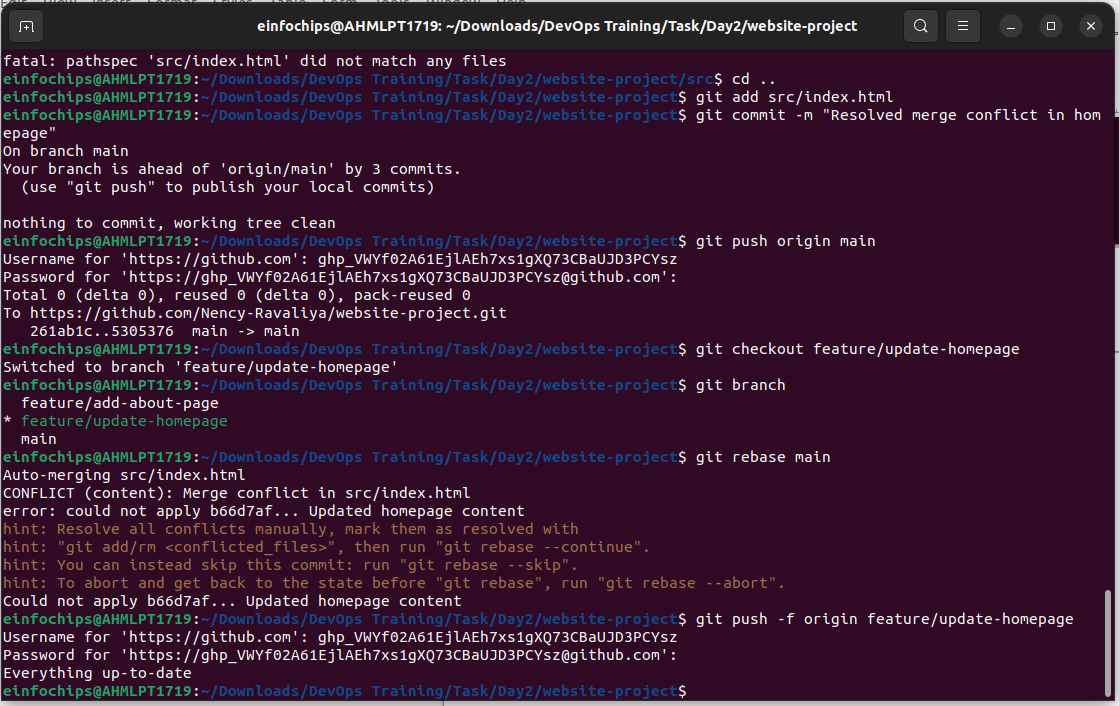 einfochips@AHMLPT1719: ~/Downloads/DevOps Training/Task/Day2/website-project
fatal: pathspec 'src/index.html' did not match any files
einfochips@AHMLPT1719:~/Downloads/DevOps Training/Task/Day2/website-project/src$ cd ..
einfochips@AHMLPT1719:~/Downloads/DevOps Training/Task/Day2/website-project$ git add src/index.html
einfochips@AHMLPT1719:~/Downloads/DevOps Training/Task/Day2/website-project$ git commit -m "Resolved merge conflict in hom
epage"
On branch main
Your branch is ahead of 'origin/main' by 3 commits.
  (use "git push" to publish your local commits)

nothing to commit, working tree clean
einfochips@AHMLPT1719:~/Downloads/DevOps Training/Task/Day2/website-project$ git push origin main
Username for 'https://github.com': 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
Password for 'https://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@github.com':
Total 0 (delta 0), reused 0 (delta 0), pack-reused 0
To https://github.com/Nency-Ravaliya/website-project.git
   261ab1c..5305376  main -> main
einfochips@AHMLPT1719:~/Downloads/DevOps Training/Task/Day2/website-project$ git checkout feature/update-homepage
Switched to branch 'feature/update-homepage'
einfochips@AHMLPT1719:~/Downloads/DevOps Training/Task/Day2/website-project$ git branch
  feature/add-about-page
* feature/update-homepage
  main
einfochips@AHMLPT1719:~/Downloads/DevOps Training/Task/Day2/website-project$ git rebase main
Auto-merging src/index.html
CONFLICT (content): Merge conflict in src/index.html
error: could not apply b66d7af... Updated homepage content
hint: Resolve all conflicts manually, mark them as resolved with
hint: "git add/rm <conflicted_files>", then run "git rebase --continue".
hint: You can instead skip this commit: run "git rebase --skip".
hint: To abort and get back to the state before "git rebase", run "git rebase --abort".
Could not apply b66d7af... Updated homepage content
einfochips@AHMLPT1719:~/Downloads/DevOps Training/Task/Day2/website-project$ git push -f origin feature/update-homepage
Username for 'https://github.com': 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
Password for 'https://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@github.com':
Everything up-to-date
einfochips@AHMLPT1719:~/Downloads/DevOps Training/Task/Day2/website-project$